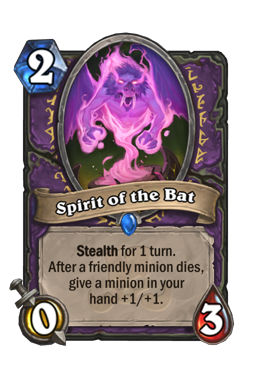 2
Spirit of the Bat
Stealth for 1 turn.
After a friendly minion dies,
give a minion in your
hand +1/+1.
0
3